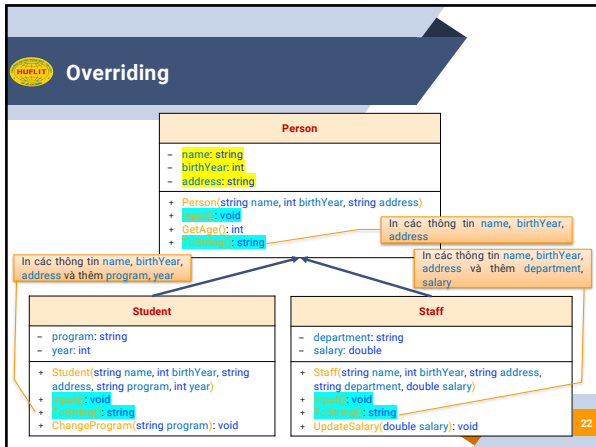 HUFLIT
Overriding
Person
- name: string
- birthYear: int
- address: string
+ Person(string name, int birthYear, string address)
+ Input(): void
+ GetAge(): int
+ ToString(): string
In các thông tin name, birthYear,
address
In các thông tin name, birthYear,
address và thêm program, year
In các thông tin name, birthYear,
address và thêm department,
salary
Student
- program: string
- year: int
+ Student(string name, int birthYear, string
address, string program, int year)
+ Input(): void
+ ToString(): string
+ ChangeProgram(string program): void
Staff
- department: string
- salary: double
+ Staff(string name, int birthYear, string address,
string department, double salary)
+ Input(): void
+ ToString(): string
+ UpdateSalary(double salary): void
22